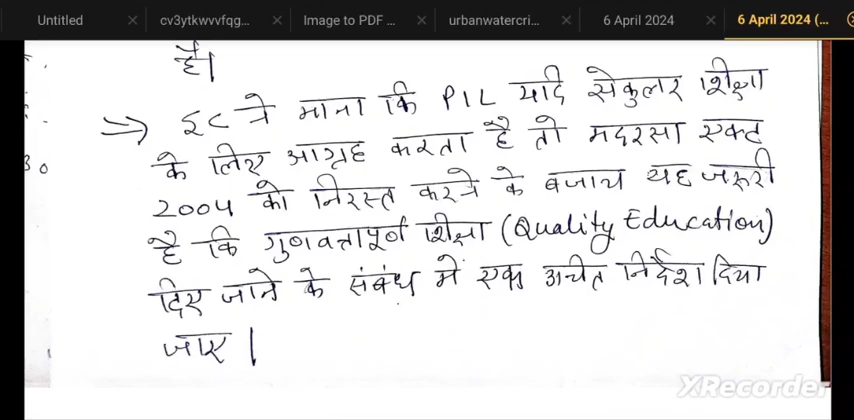 Untitled
cv3ytkwvvfqg...
Image to PDF ...
urbanwatercri...
6 April 2024
6 April 2024 (...
है।
⇒ SC ने माना कि PIL यदि सेकुलर शिक्षा
के लिए आग्रह करता है तो मदरसा एक्ट
2004 को निरस्त करने के बजाय यह जरूरी
है कि गुणवत्तापूर्ण शिक्षा (Quality Education)
दिए जाने के संबंध में एक उचित निर्देश दिया
जाए।
XRecorder